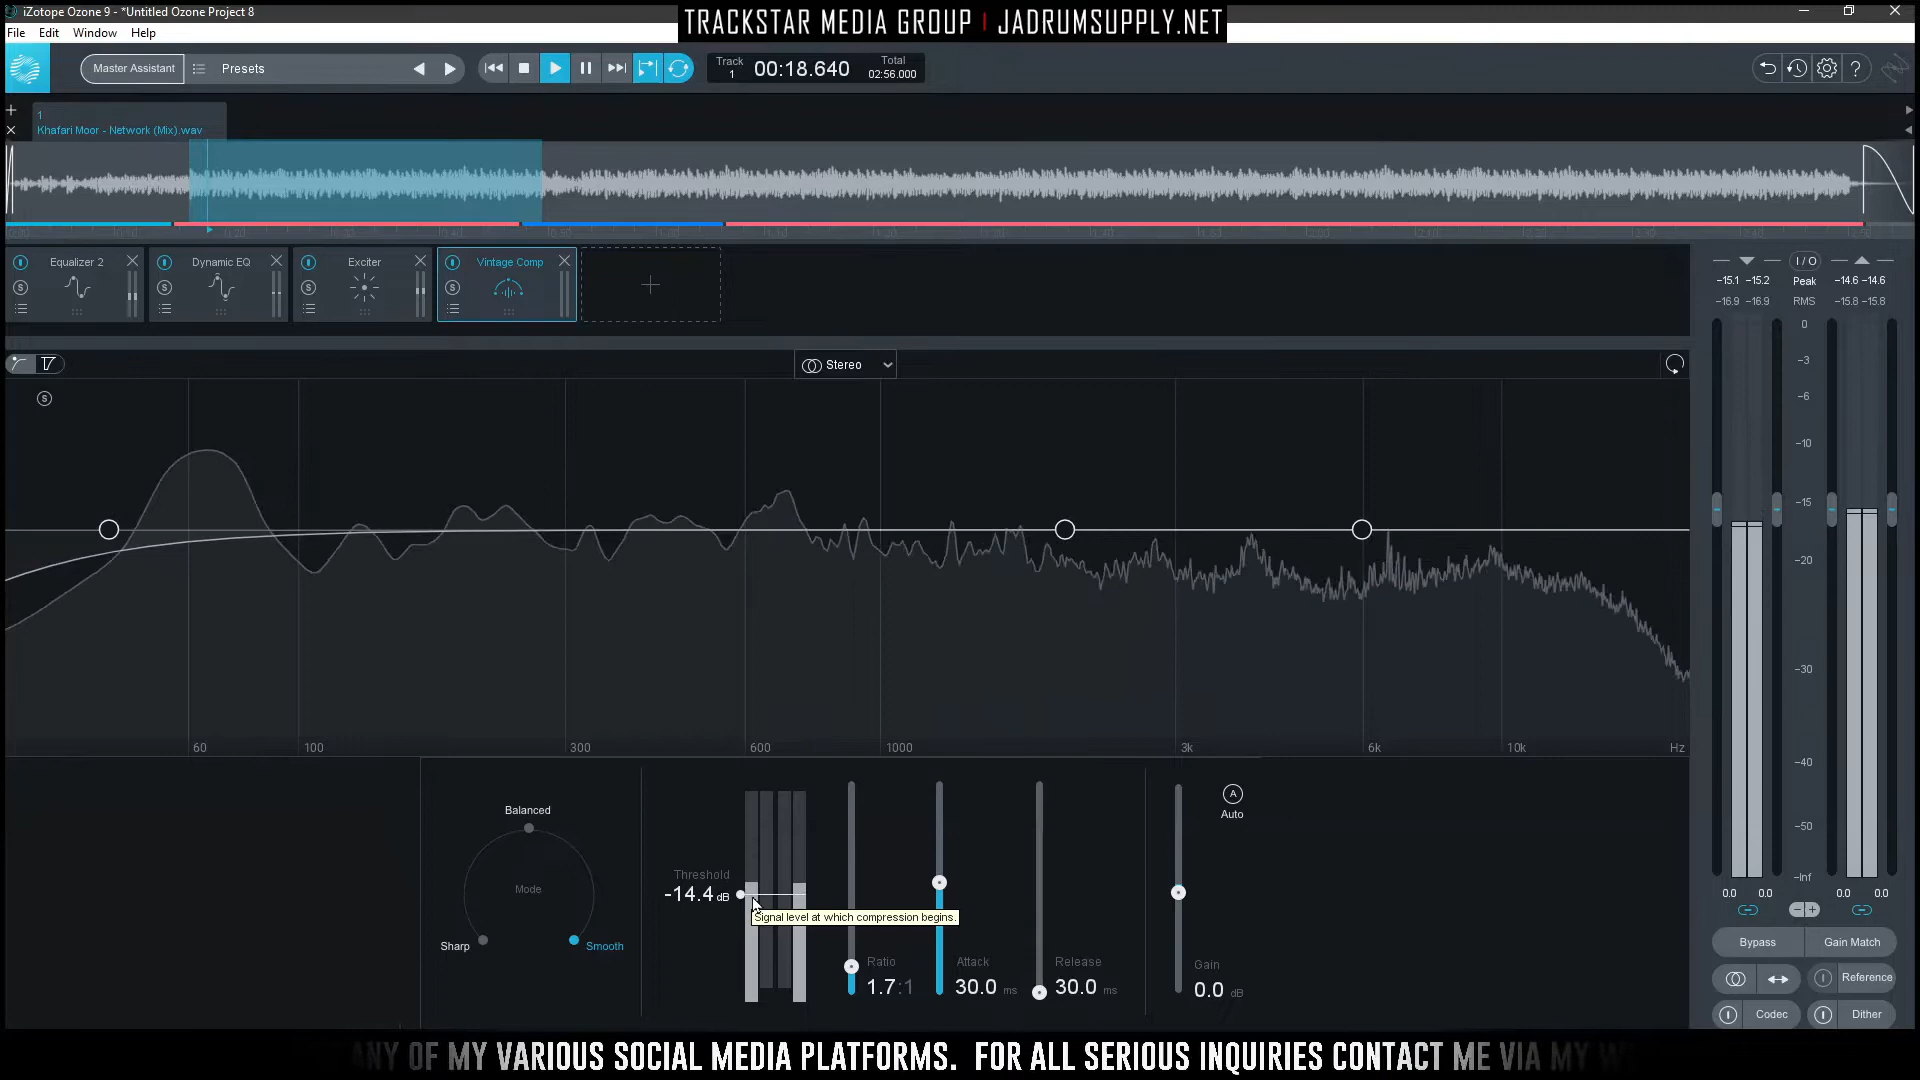 iZotope Ozone 9 - *Untitled Ozone Project 8
TRACKSTAR MEDIA GROUP | JADRUMSUPPLY.NET
File Edit Window Help
Master Assistant Presets
Track 1 00:18.640 Total 02:56.000
?
1
Khafari Moor - Network (Mix).wav
Equalizer 2 Dynamic EQ Exciter Vintage Comp
S S S S
I / O
-15.1 -15.2 Peak -14.6 -14.6
-16.9 -16.9 RMS -15.8 -15.8
Stereo
S
0
-3
-6
-10
-15
-20
-30
-40
-50
-Inf
60 100 300 600 1000 3k 6k 10k Hz
Balanced
Mode
Sharp
Smooth
Threshold
-14.4 dB
Signal level at which compression begins.
Ratio
1.7:1
Attack
30.0 ms
Release
30.0 ms
A
Auto
Gain
0.0 dB
0.0 0.0 0.0 0.0
Bypass Gain Match
Reference
Codec Dither
ANY OF MY VARIOUS SOCIAL MEDIA PLATFORMS. FOR ALL SERIOUS INQUIRIES CONTACT ME VIA MY